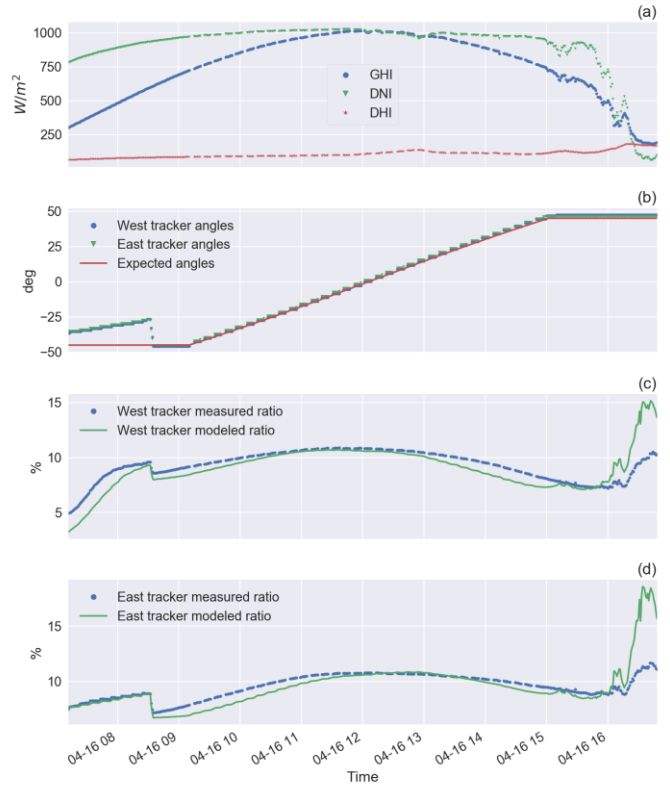 (a)
1000
750
500
250
W/m²
GHI
DNI
DHI
(b)
50
25
0
−25
−50
deg
West tracker angles
East tracker angles
Expected angles
(c)
15
10
5
%
West tracker measured ratio
West tracker modeled ratio
(d)
15
10
%
East tracker measured ratio
East tracker modeled ratio
04-16 08
04-16 09
04-16 10
04-16 11
04-16 12
04-16 13
04-16 14
04-16 15
04-16 16
Time